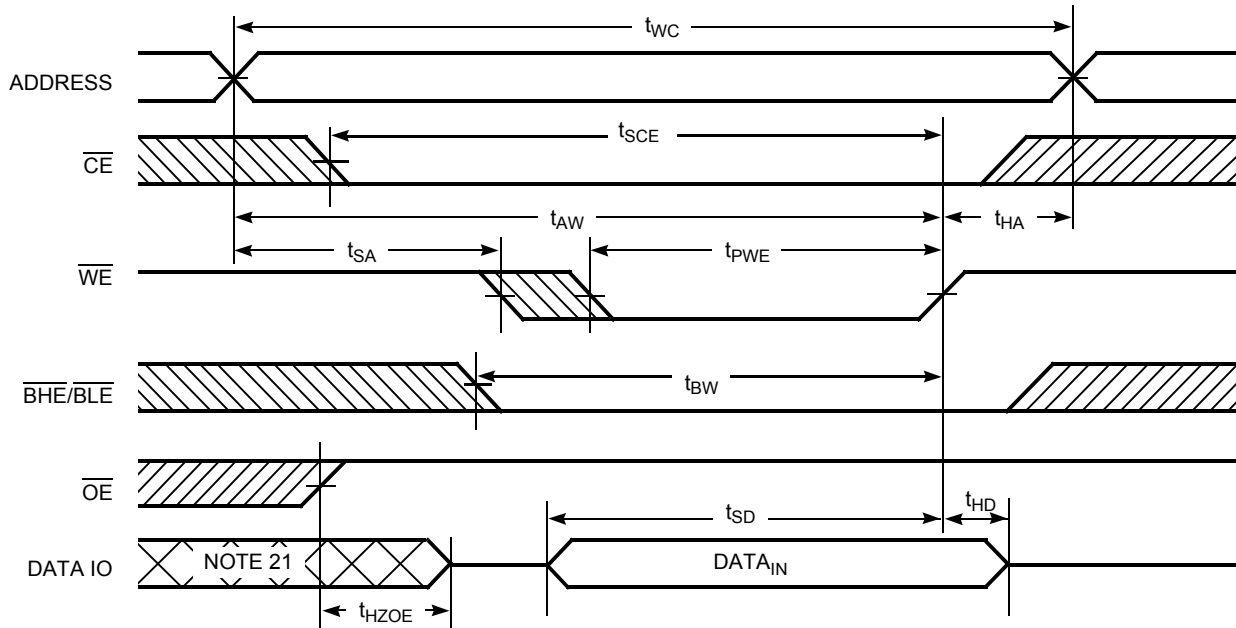 tWC
ADDRESS
tSCE
CE
tAW
tHA
tSA
tPWE
WE
BHE/BLE
tBW
OE
tSD
tHD
DATA IO
NOTE 21
DATAIN
tHZOE